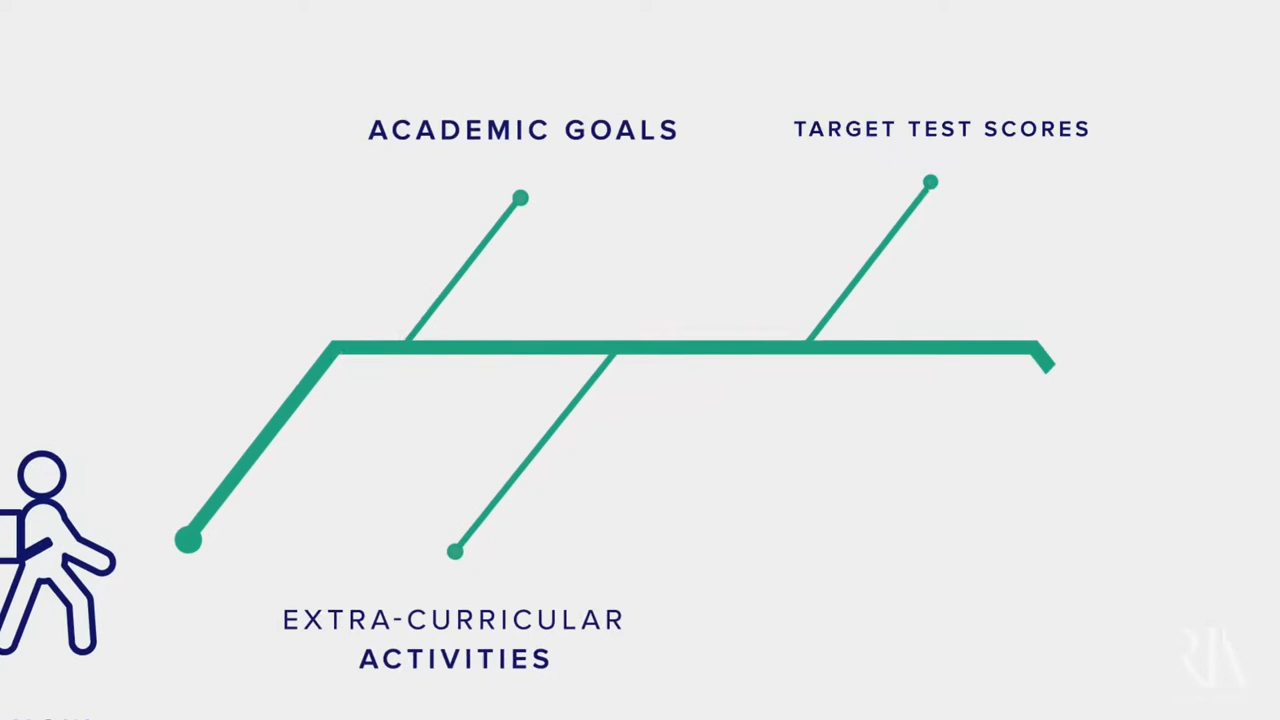 ACADEMIC GOALS
TARGET TEST SCORES
EXTRA-CURRICULAR
ACTIVITIES